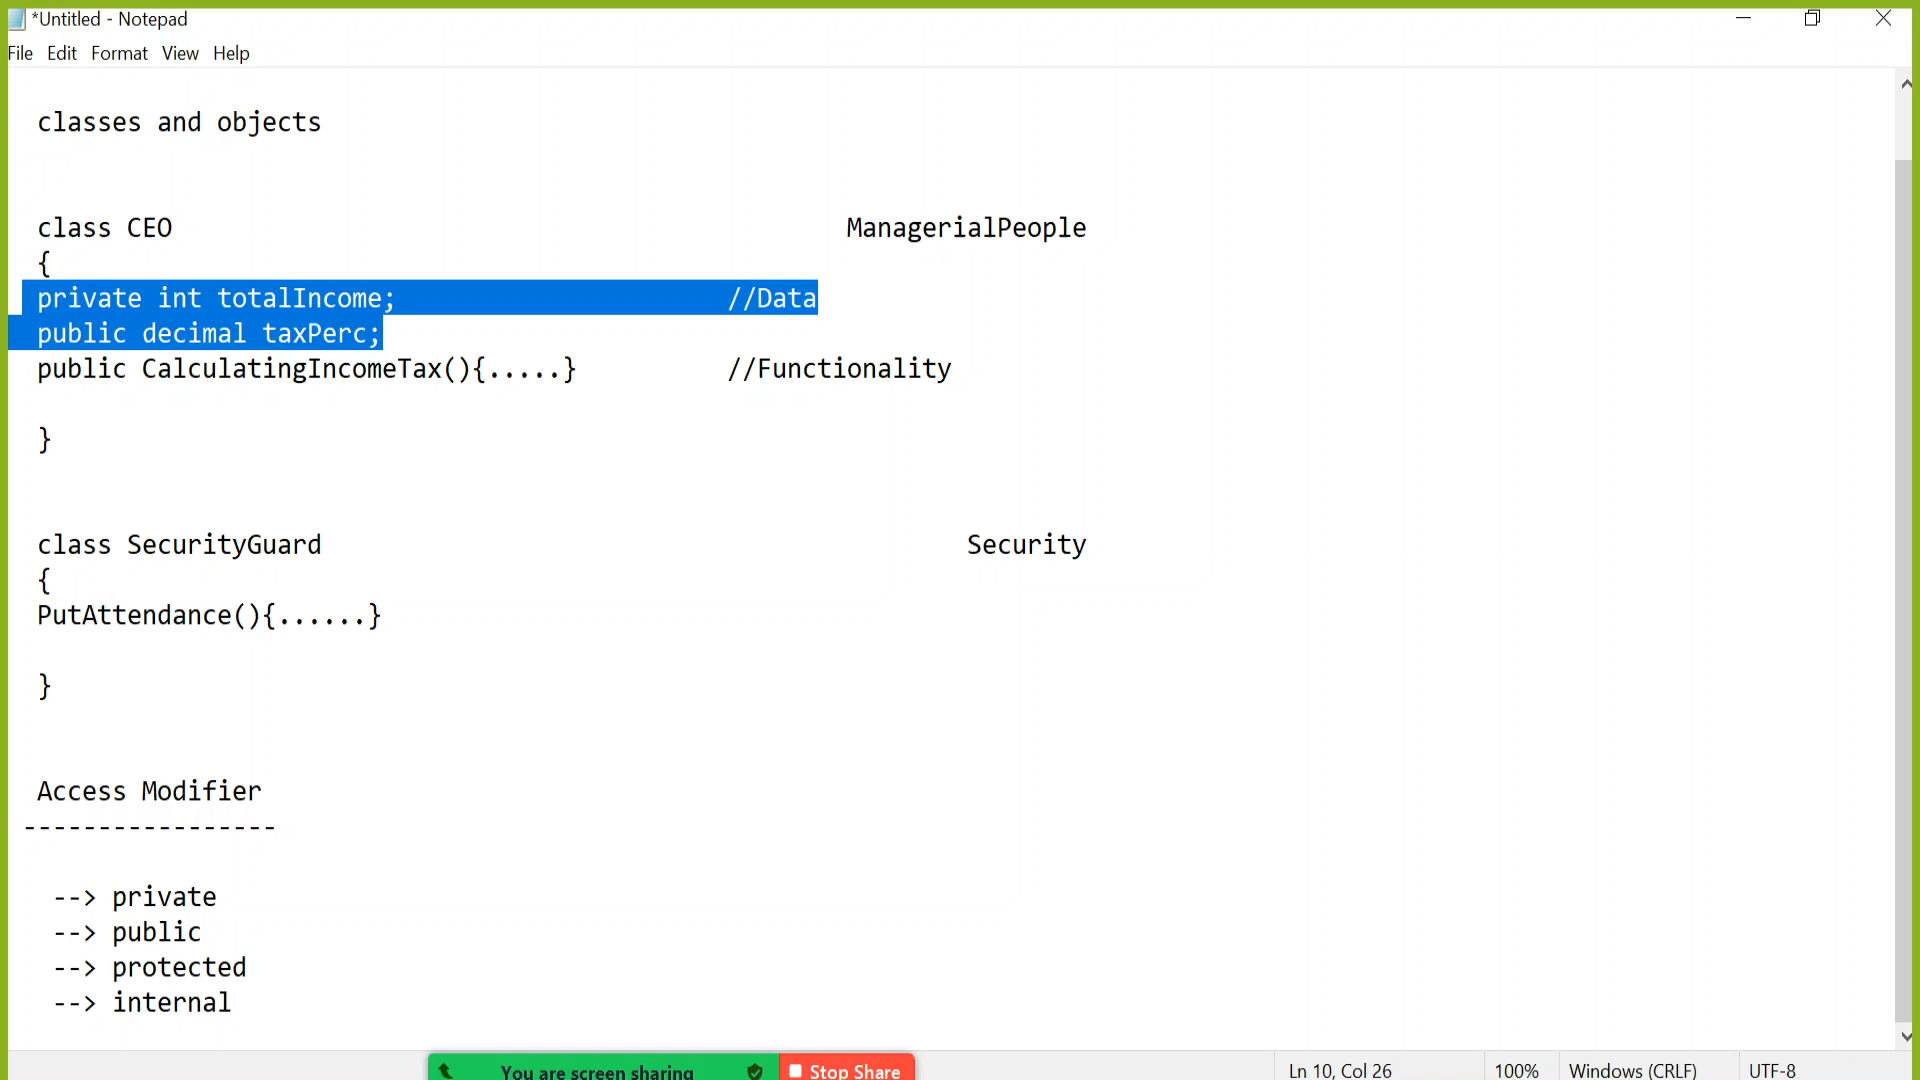 *Untitled - Notepad
File Edit Format View Help
classes and objects
class CEO ManagerialPeople
{
private int totalIncome; //Data
public decimal taxPerc;
public CalculatingIncomeTax(){.....} //Functionality
}
class SecurityGuard Security
{
PutAttendance(){......}
}
Access Modifier
-----------------
--> private
--> public
--> protected
--> internal
You are screen sharing Stop Share Ln 10, Col 26 100% Windows (CRLF) UTF-8